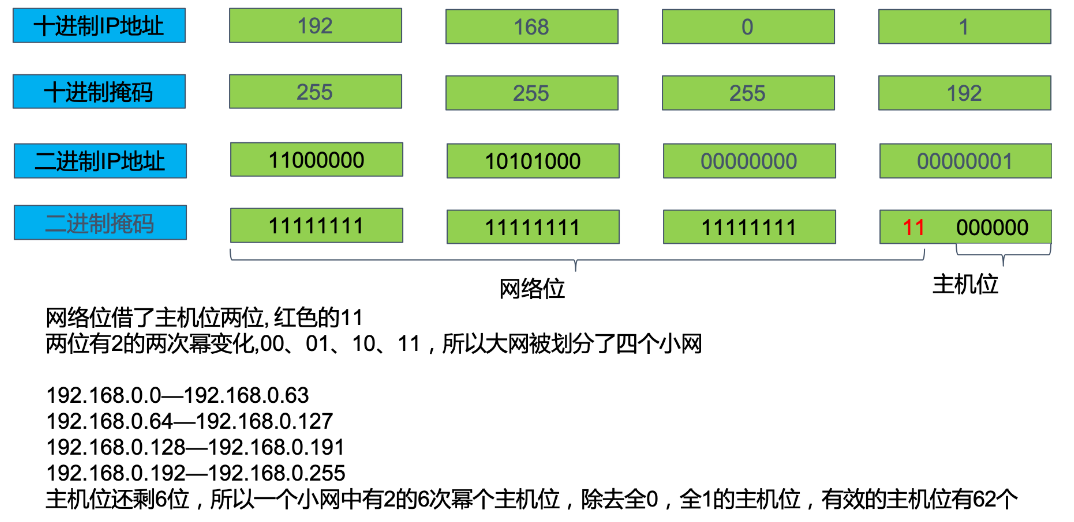 十进制IP地址 192 168 0 1
十进制掩码 255 255 255 192
二进制IP地址 11000000 10101000 00000000 00000001
二进制掩码 11111111 11111111 11111111 11 000000
网络位 主机位
网络位借了主机位两位, 红色的11
两位有2的两次幂变化,00、01、10、11，所以大网被划分了四个小网
192.168.0.0—192.168.0.63
192.168.0.64—192.168.0.127
192.168.0.128—192.168.0.191
192.168.0.192—192.168.0.255
主机位还剩6位，所以一个小网中有2的6次幂个主机位，除去全0，全1的主机位，有效的主机位有62个